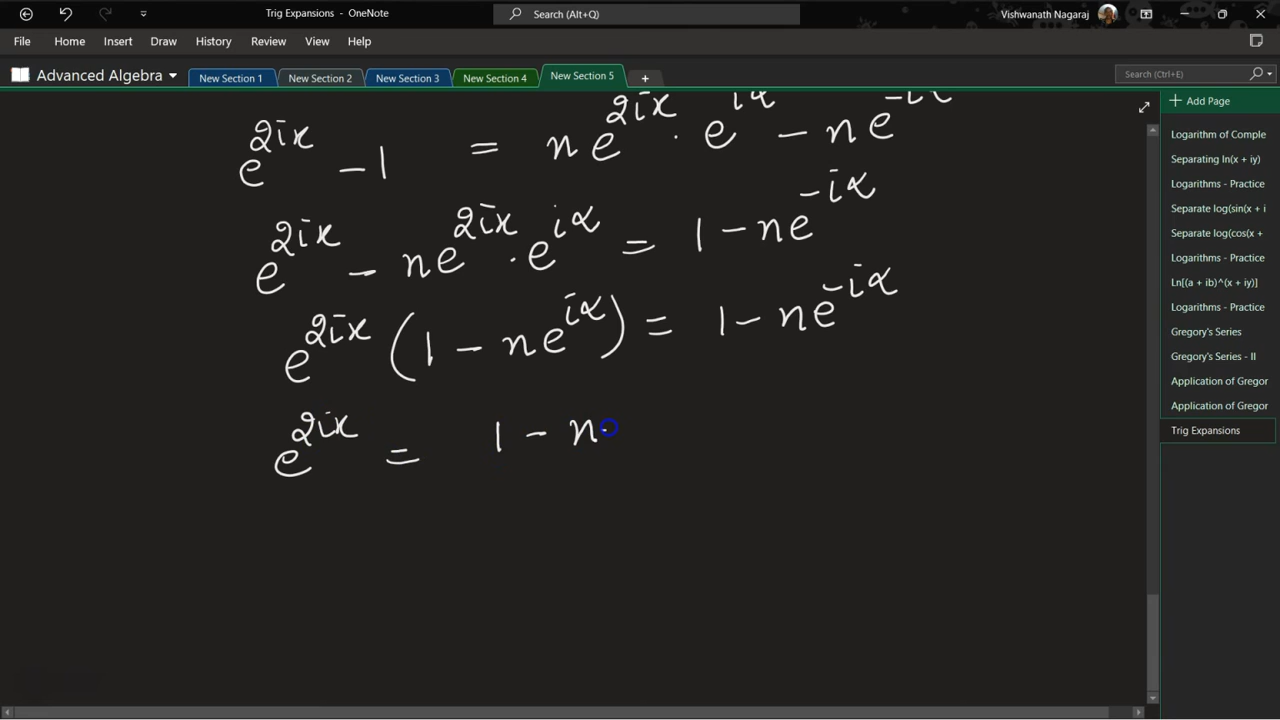 Trig Expansions - OneNote
Search (Alt+Q)
Vishwanath Nagaraj
File Home Insert Draw History Review View Help
Advanced Algebra
New Section 1 New Section 2 New Section 3 New Section 4 New Section 5 +
Search (Ctrl+E)
Add Page
Logarithm of Comple
Separating ln(x + iy)
Logarithms - Practice
Separate log(sin(x + i
Separate log(cos(x +
Logarithms - Practice
Ln[(a + ib)^(x + iy)]
Logarithms - Practice
Gregory's Series
Gregory's Series - II
Application of Gregor
Application of Gregor
Trig Expansions
e^{2ix} - 1 = ne^{2ix} · e^{iα} - ne^{-iα}
e^{2ix} - ne^{2ix} · e^{iα} = 1 - ne^{-iα}
e^{2ix} (1 - ne^{iα}) = 1 - ne^{-iα}
e^{2ix} = 1 - n